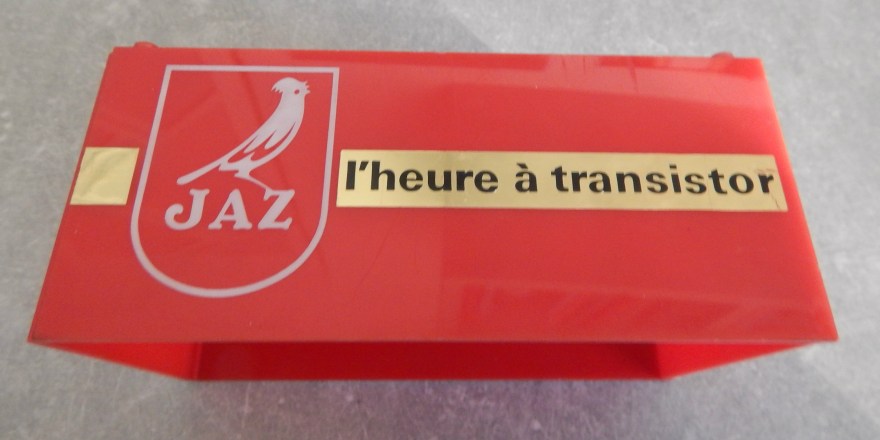 JAZ
l'heure à transistor